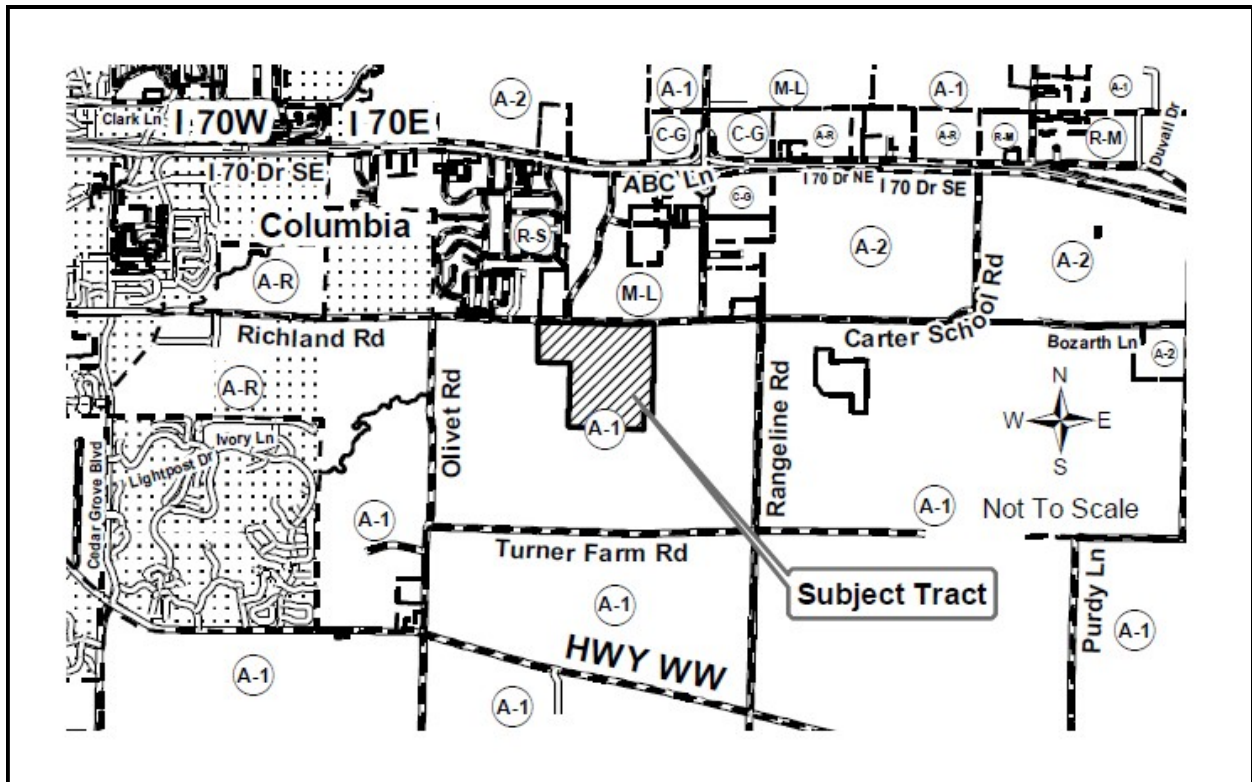 A-2
A-1
M-L
A-1
A-1
I 70W
I 70E
Clark Ln
C-G
C-G
A-R
A-R
R-M
R-M
Duvall Dr
I 70 Dr SE
ABC Ln
I 70 Dr NE
I 70 Dr SE
C-G
Columbia
R-S
A-2
A-2
A-R
M-L
Richland Rd
Carter School Rd
Bozarth Ln
A-2
A-R
Olivet Rd
Rangeline Rd
N
W
E
S
A-1
Ivory Ln
Lightpost Dr
Cedar Grove Blvd
A-1
A-1
Not To Scale
Turner Farm Rd
Subject Tract
A-1
Purdy Ln
A-1
HWY WW
A-1
A-1